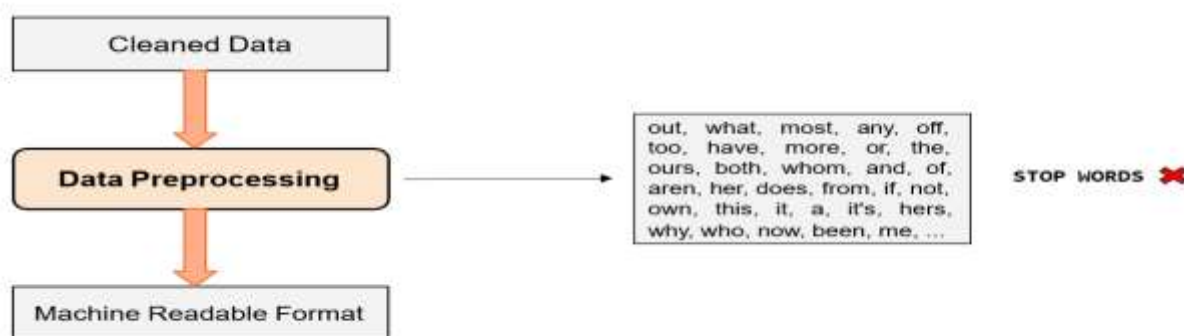 Cleaned Data
Data Preprocessing
Machine Readable Format
out, what, most, any, off,
too, have, more, or, the,
ours, both, whom, and, of,
aren, her, does, from, if, not,
own, this, it, a, it's, hers,
why, who, now, been, me, ...
STOP WORDS